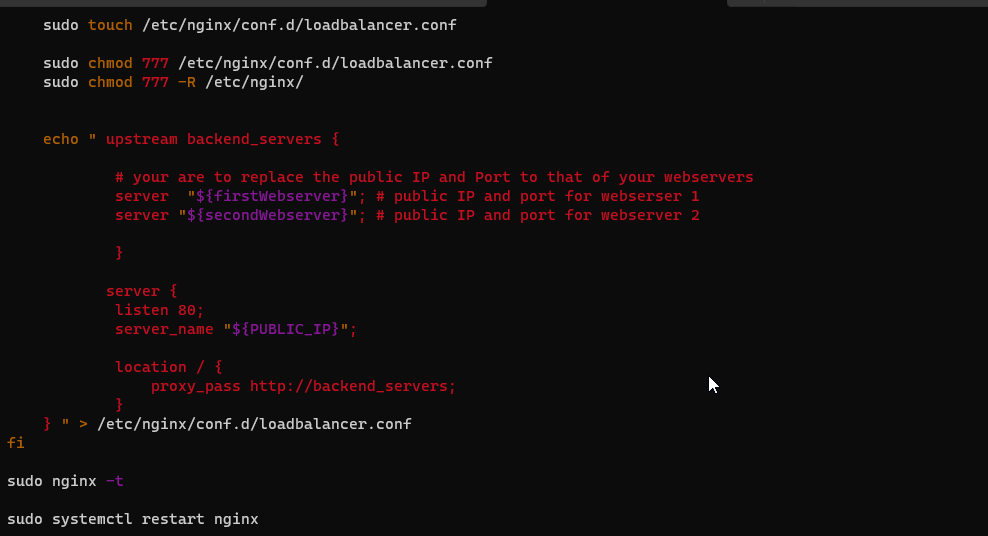 sudo touch /etc/nginx/conf.d/loadbalancer.conf
sudo chmod 777 /etc/nginx/conf.d/loadbalancer.conf
sudo chmod 777 -R /etc/nginx/
echo " upstream backend_servers {
# your are to replace the public IP and Port to that of your webservers
server  "${firstWebserver}"; # public IP and port for webserser 1
server "${secondWebserver}"; # public IP and port for webserver 2
}
server {
listen 80;
server_name "${PUBLIC_IP}";
location / {
proxy_pass http://backend_servers;
}
} " > /etc/nginx/conf.d/loadbalancer.conf
fi
sudo nginx -t
sudo systemctl restart nginx